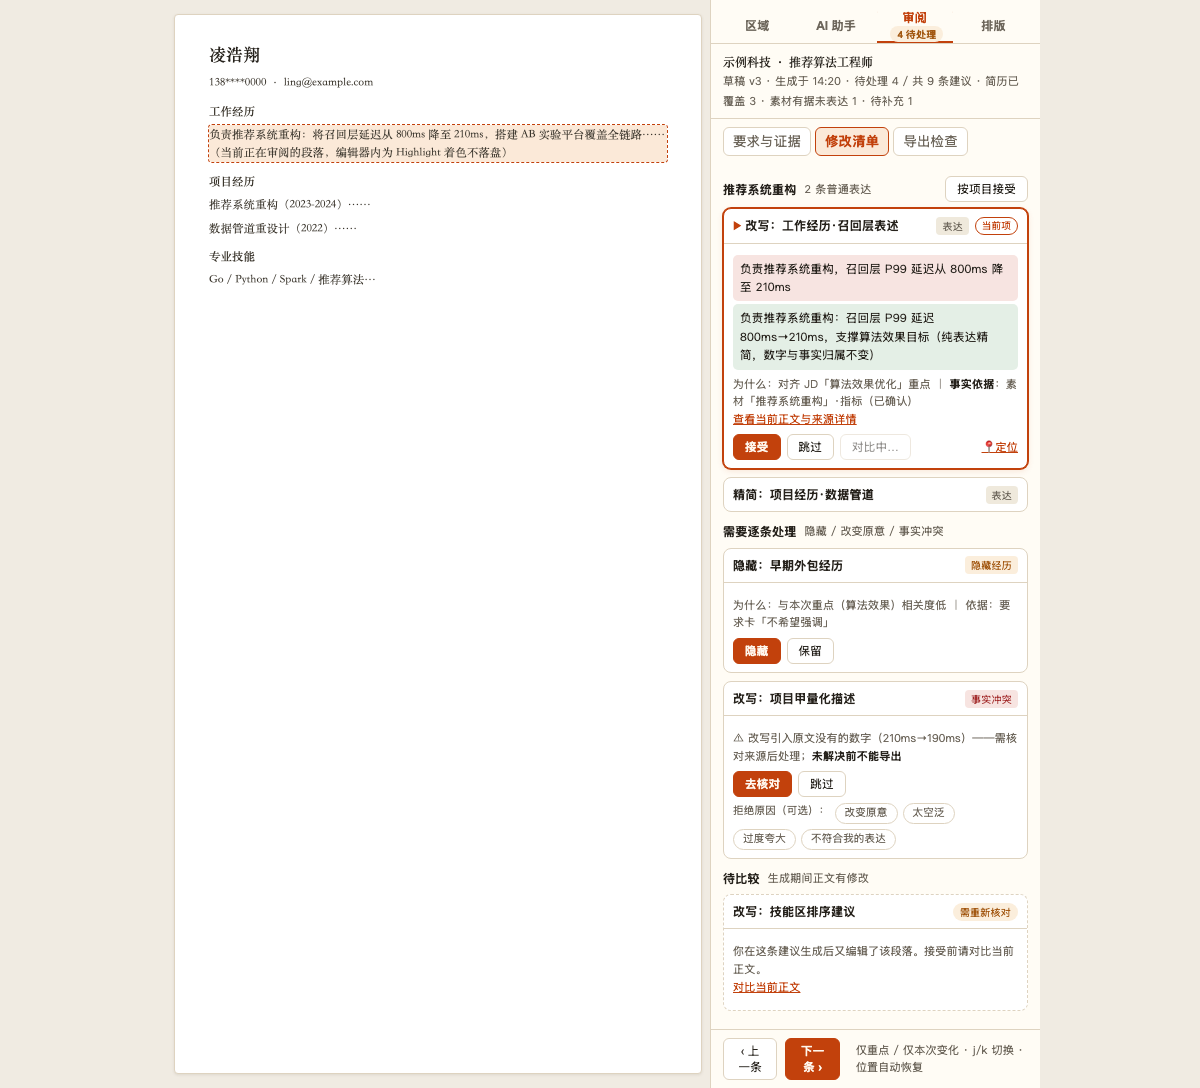 凌浩翔
138****0000 · ling@example.com
工作经历
负责推荐系统重构：将召回层延迟从 800ms 降至 210ms，搭建 AB 实验平台覆盖全链路……
（当前正在审阅的段落，编辑器内为 Highlight 着色不落盘）
项目经历
推荐系统重构（2023-2024）……
数据管道重设计（2022）……
专业技能
Go / Python / Spark / 推荐算法…
区域
AI 助手
审阅
4 待处理
排版
示例科技 · 推荐算法工程师
草稿 v3 · 生成于 14:20 · 待处理 4 / 共 9 条建议 · 简历已
覆盖 3 · 素材有据未表达 1 · 待补充 1
要求与证据
修改清单
导出检查
推荐系统重构 2 条普通表达
按项目接受
▶ 改写：工作经历·召回层表述
表达
当前项
负责推荐系统重构，召回层 P99 延迟从 800ms 降
至 210ms
负责推荐系统重构：召回层 P99 延迟
800ms→210ms，支撑算法效果目标（纯表达精
简，数字与事实归属不变）
为什么：对齐 JD「算法效果优化」重点 ｜ 事实依据：素
材「推荐系统重构」·指标（已确认）
查看当前正文与来源详情
接受
跳过
对比中…
📍定位
精简：项目经历·数据管道
表达
需要逐条处理 隐藏 / 改变原意 / 事实冲突
隐藏：早期外包经历
隐藏经历
为什么：与本次重点（算法效果）相关度低 ｜ 依据：要
求卡「不希望强调」
隐藏
保留
改写：项目甲量化描述
事实冲突
⚠ 改写引入原文没有的数字（210ms→190ms）——需核
对来源后处理；未解决前不能导出
去核对
跳过
拒绝原因（可选）：
改变原意
太空泛
过度夸大
不符合我的表达
待比较 生成期间正文有修改
改写：技能区排序建议
需重新核对
你在这条建议生成后又编辑了该段落。接受前请对比当前
正文。
对比当前正文
‹ 上
一条
下一
条 ›
仅重点 / 仅本次变化 · j/k 切换 ·
位置自动恢复